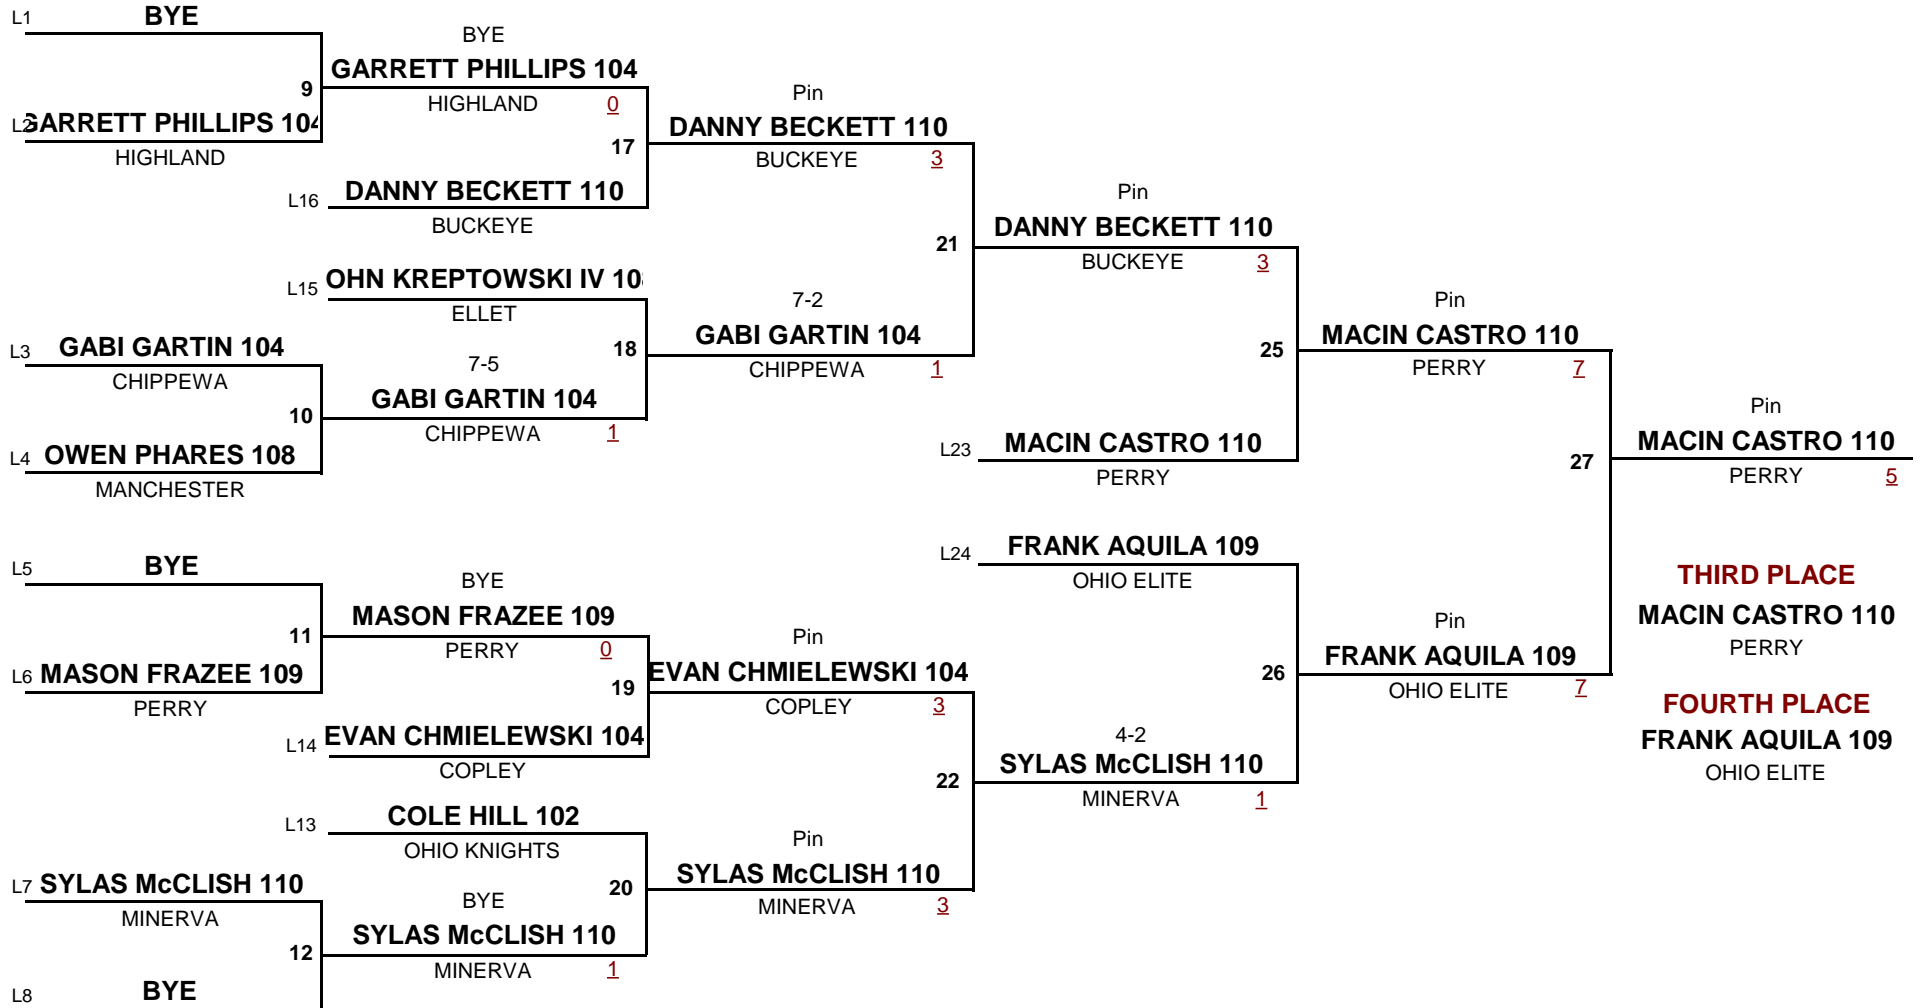 L1 BYE
BYE
GARRETT PHILLIPS 104
9
HIGHLAND 0
L2 GARRETT PHILLIPS 104
HIGHLAND
Pin
DANNY BECKETT 110
17
BUCKEYE 3
L16 DANNY BECKETT 110
BUCKEYE
Pin
DANNY BECKETT 110
21
BUCKEYE 3
L15 OHN KREPTOWSKI IV 10
ELLET
7-2
GABI GARTIN 104
18
CHIPPEWA 1
L3 GABI GARTIN 104
CHIPPEWA
7-5
GABI GARTIN 104
10
CHIPPEWA 1
L4 OWEN PHARES 108
MANCHESTER
Pin
MACIN CASTRO 110
25
PERRY 7
L23 MACIN CASTRO 110
PERRY
Pin
MACIN CASTRO 110
27
PERRY 5
L5 BYE
BYE
MASON FRAZEE 109
11
PERRY 0
L6 MASON FRAZEE 109
PERRY
Pin
EVAN CHMIELEWSKI 104
19
COPLEY 3
L14 EVAN CHMIELEWSKI 104
COPLEY
L24 FRANK AQUILA 109
OHIO ELITE
Pin
FRANK AQUILA 109
26
OHIO ELITE 7
4-2
SYLAS McCLISH 110
22
MINERVA 1
L13 COLE HILL 102
OHIO KNIGHTS
Pin
SYLAS McCLISH 110
20
MINERVA 3
L7 SYLAS McCLISH 110
MINERVA
BYE
SYLAS McCLISH 110
12
MINERVA 1
L8 BYE
THIRD PLACE
MACIN CASTRO 110
PERRY
FOURTH PLACE
FRANK AQUILA 109
OHIO ELITE